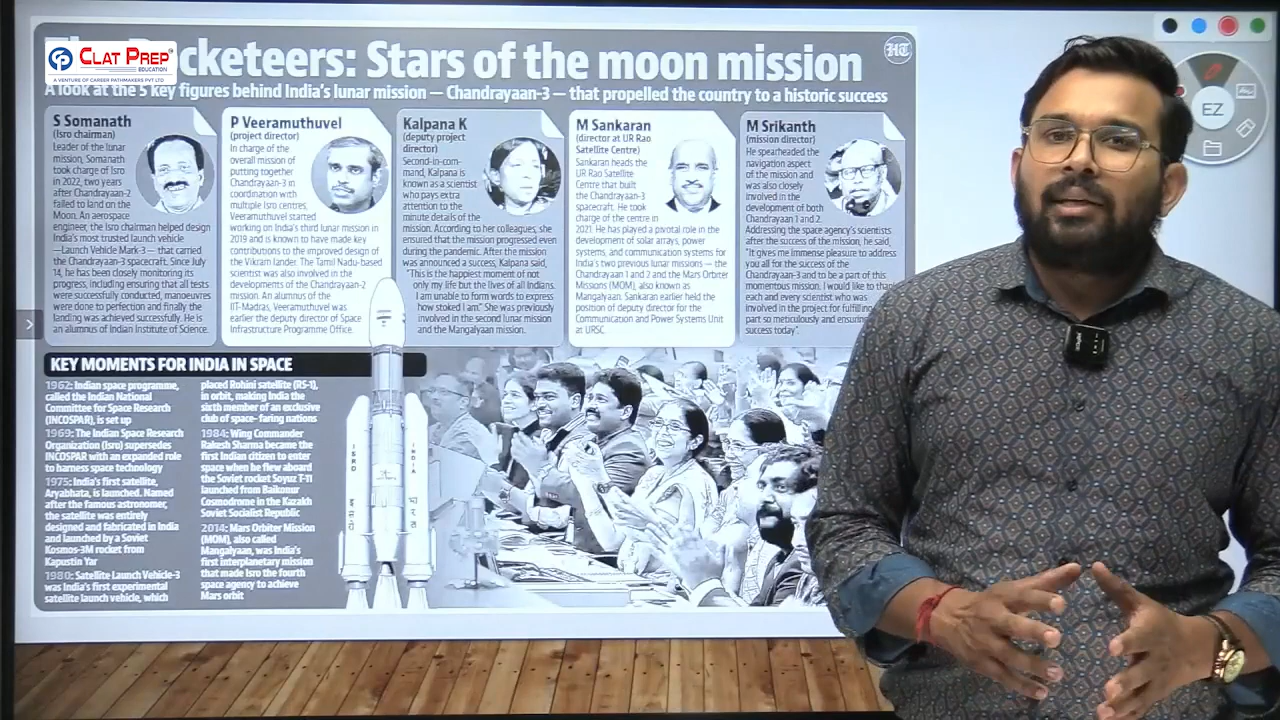 CLAT PREP
EDUCATION
A VENTURE OF CAREER PATHMAKERS PVT LTD
cketeers: Stars of the moon mission
HT
A look at the 5 key figures behind India's lunar mission — Chandrayaan-3 — that propelled the country to a historic success
S Somanath
(Isro chairman)
Leader of the lunar
mission, Somanath
took charge of Isro
in 2022, two years
after Chandrayaan-2
failed to land on the
Moon. An aerospace
engineer, the Isro chairman helped design
India's most trusted launch vehicle
—Launch Vehicle Mark-3 — that carried
the Chandrayaan-3 spacecraft. Since July
14, he has been closely monitoring its
progress, including ensuring that all tests
were successfully conducted, manoeuvres
were done to perfection and finally the
landing was achieved successfully. He is
an alumnus of Indian Institute of Science.
P Veeramuthuvel
(project director)
In charge of the
overall mission of
putting together
Chandrayaan-3 in
coordination with
multiple Isro centres,
Veeramuthuvel started
working on India's third lunar mission in
2019 and is known to have made key
contributions to the improved design of
the Vikram lander. The Tamil Nadu-based
scientist was also involved in the
developments of the Chandrayaan-2
mission. An alumnus of the
IIT-Madras, Veeramuthuvel was
earlier the deputy director of Space
Infrastructure Programme Office.
Kalpana K
(deputy project
director)
Second-in-com-
mand, Kalpana is
known as a scientist
who pays extra
attention to the
minute details of the
mission. According to her colleagues, she
ensured that the mission progressed even
during the pandemic. After the mission
was announced a success, Kalpana said,
"This is the happiest moment of not
only my life but the lives of all Indians.
I am unable to form words to express
how stoked I am." She was previously
involved in the second lunar mission
and the Mangalyaan mission.
M Sankaran
(director at UR Rao
Satellite Centre)
Sankaran heads the
UR Rao Satellite
Centre that built
the Chandrayaan-3
spacecraft. He took
charge of the centre in
2021. He has played a pivotal role in the
development of solar arrays, power
systems, and communication systems for
India's two previous lunar missions — the
Chandrayaan 1 and 2 and the Mars Orbiter
Missions (MOM), also known as
Mangalyaan. Sankaran earlier held the
position of deputy director for the
Communication and Power Systems Unit
at URSC
M Srikanth
(mission director)
He spearheaded the
navigation aspect
of the mission
and was also closely
involved in the
development of both
Chandrayaan 1 and 2.
Addressing the space agency's scientists
after the success of the mission, he said,
"It gives me immense pleasure to address
you all for the success of the
Chandrayaan-3 and to be a part of this
momentous mission. I would like to thank
each and every scientist who was
involved in the project for fulfilling
part so meticulously and ensuring
success today".
KEY MOMENTS FOR INDIA IN SPACE
1962: Indian space programme,
called the Indian National
Committee for Space Research
(INCOSPAR), is set up
1969: The Indian Space Research
Organization (Isro) supersedes
INCOSPAR with an expanded role
to harness space technology
1975: India's first satellite,
Aryabhata, is launched. Named
after the famous astronomer,
the satellite was entirely
designed and fabricated in India
and launched by a Soviet
Kosmos-3M rocket from
Kapustin Yar
1980: Satellite Launch Vehicle-3
was India's first experimental
satellite launch vehicle, which
placed Rohini satellite (RS-1),
in orbit, making India the
sixth member of an exclusive
club of space-faring nations
1984: Wing Commander
Rakesh Sharma became the
first Indian citizen to enter
space when he flew aboard
the Soviet rocket Soyuz T-11
launched from Baikonur
Cosmodrome in the Kazakh
Soviet Socialist Republic
2014: Mars Orbiter Mission
(MOM), also called
Mangalyaan, was India's
first interplanetary mission
that made Isro the fourth
space agency to achieve
Mars orbit
ISRO
INDIA
भारत
EZ